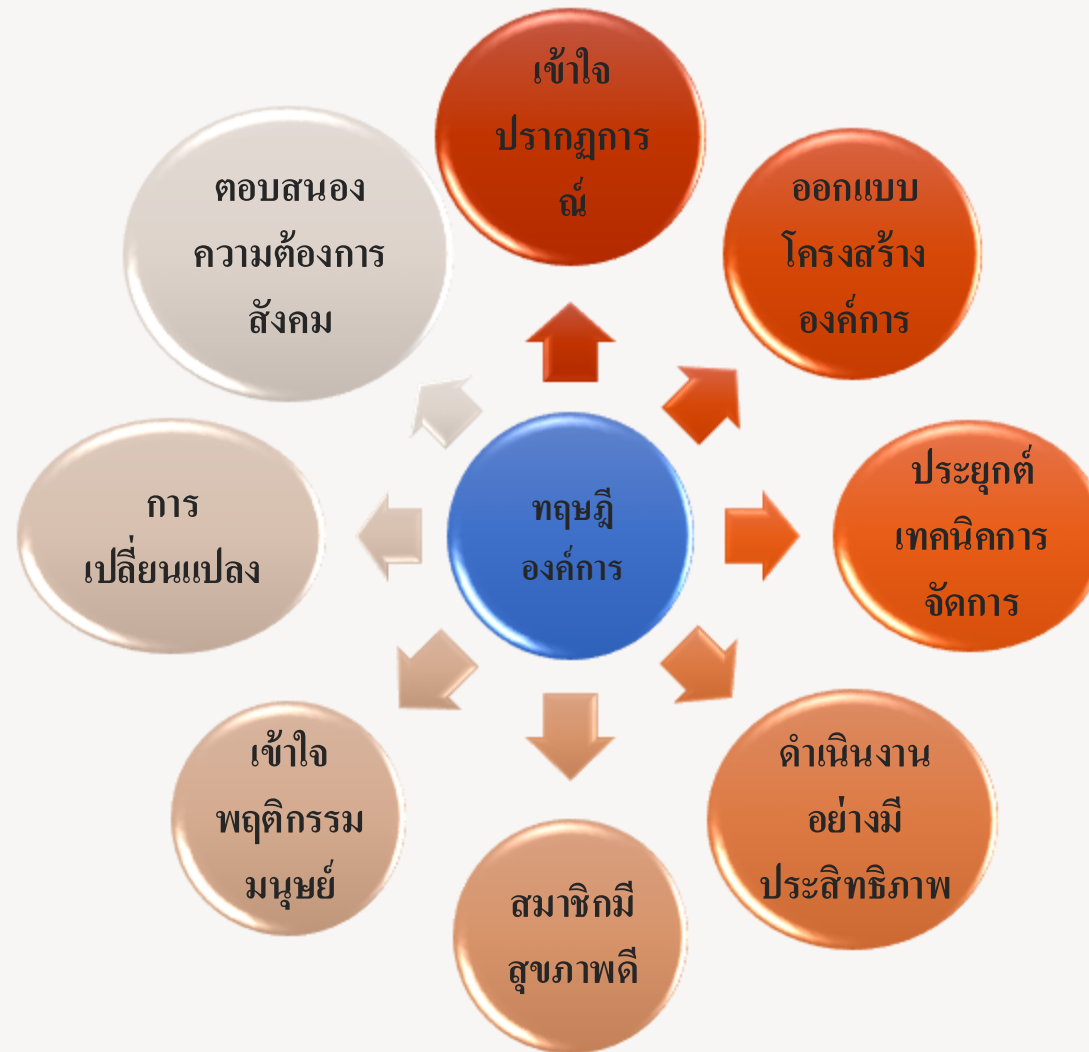 เข้าใจ
ปรากฏการ
ณ์
ออกแบบ
โครงสร้าง
องค์การ
ประยุกต์
เทคนิคการ
จัดการ
ดำเนินงาน
อย่างมี
ประสิทธิภาพ
สมาชิกมี
สุขภาพดี
เข้าใจ
พฤติกรรม
มนุษย์
การ
เปลี่ยนแปลง
ตอบสนอง
ความต้องการ
สังคม
ทฤษฎี
องค์การ